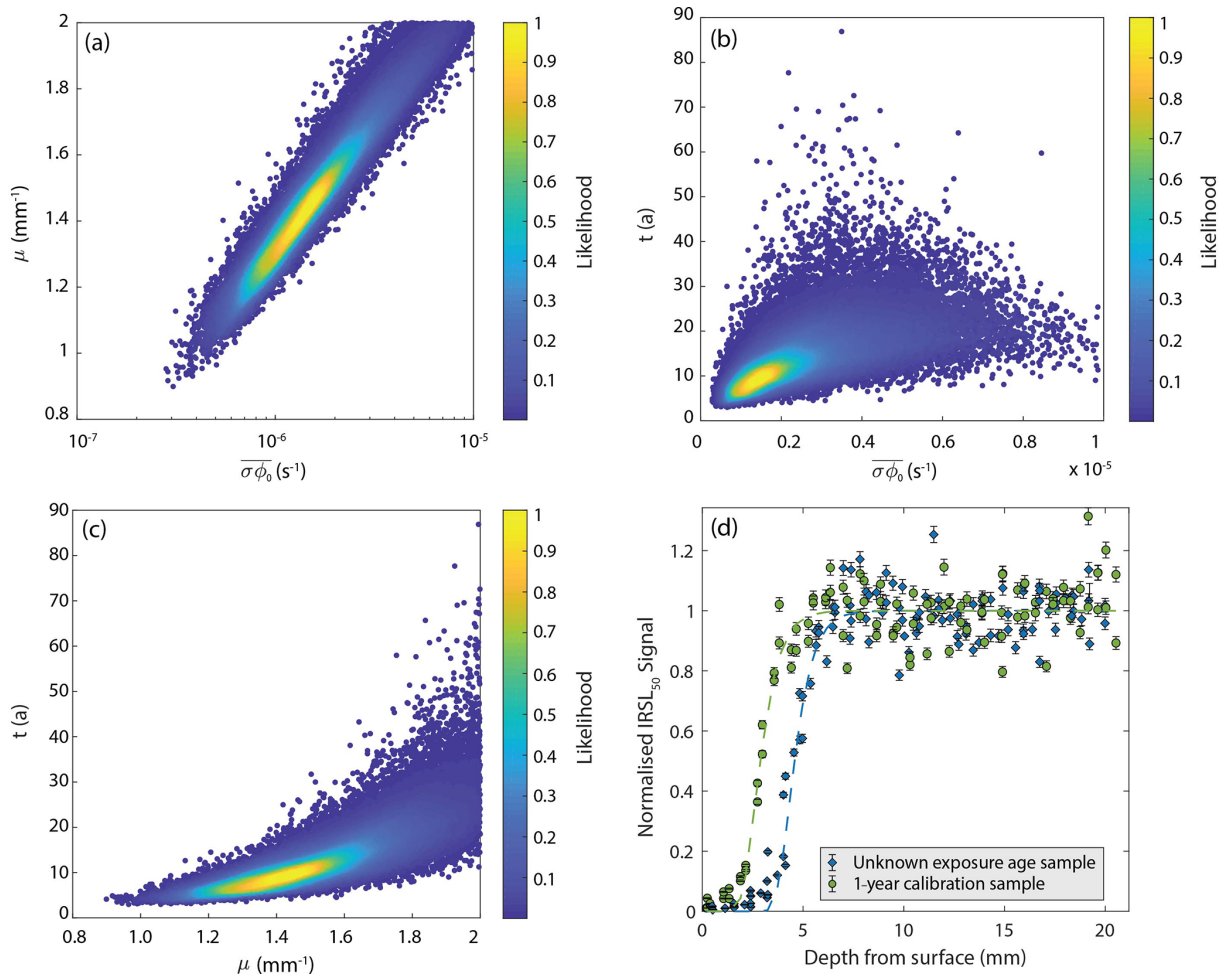 (a)
2
1.8
1.6
1.4
1.2
1
0.8
μ (mm⁻¹)
10⁻⁷ 10⁻⁶ 10⁻⁵
σφ₀ (s⁻¹)
1
0.9
0.8
0.7
0.6
0.5
0.4
0.3
0.2
0.1
Likelihood
(b)
90
80
70
60
50
40
30
20
10
0
t (a)
0 0.2 0.4 0.6 0.8 1
σφ₀ (s⁻¹)
x 10⁻⁵
1
0.9
0.8
0.7
0.6
0.5
0.4
0.3
0.2
0.1
Likelihood
(c)
90
80
70
60
50
40
30
20
10
0
t (a)
0.8 1.0 1.2 1.4 1.6 1.8 2
μ (mm⁻¹)
1
0.9
0.8
0.7
0.6
0.5
0.4
0.3
0.2
0.1
Likelihood
(d)
1.2
1
0.8
0.6
0.4
0.2
0
Normalised IRSL₅₀ Signal
0 5 10 15 20
Depth from surface (mm)
Unknown exposure age sample
1-year calibration sample